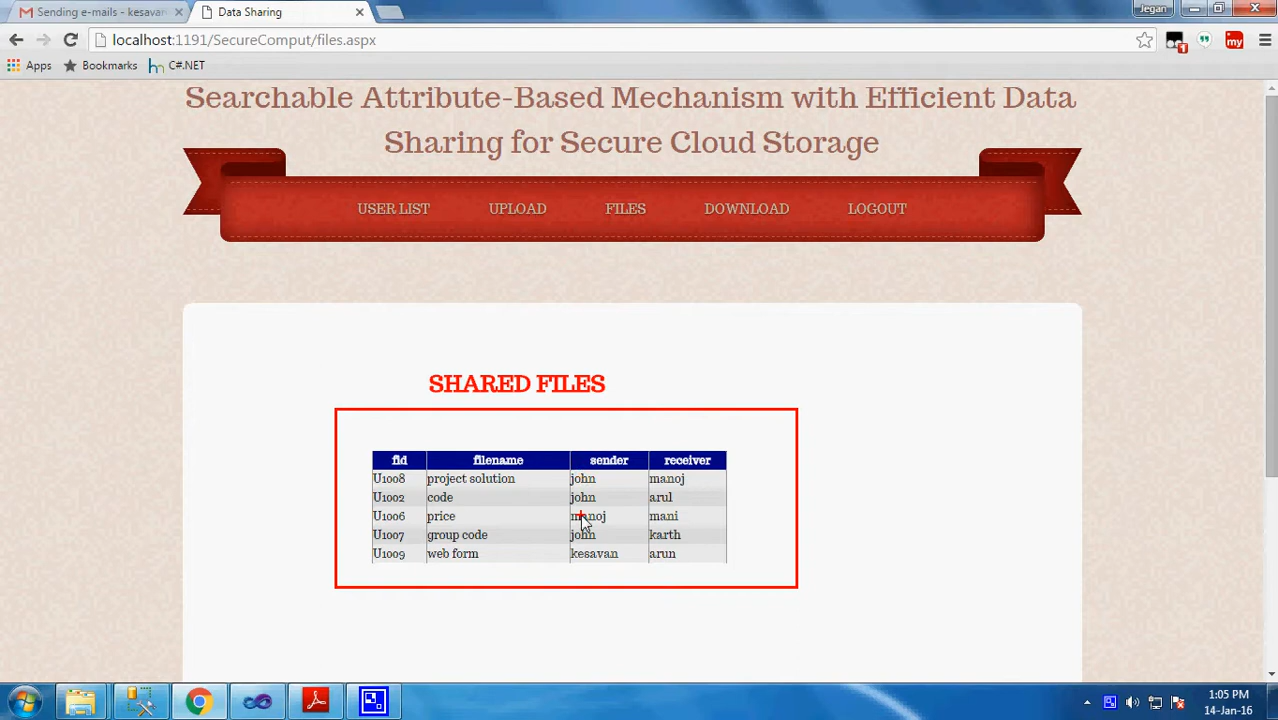 Sending e-mails - kesavan × Data Sharing × Jegan
localhost:1191/SecureComput/files.aspx 1 my
Apps Bookmarks C#.NET
Searchable Attribute-Based Mechanism with Efficient Data
Sharing for Secure Cloud Storage
USER LIST UPLOAD FILES DOWNLOAD LOGOUT
SHARED FILES
fid filename sender receiver
U1008 project solution john manoj
U1002 code john arul
U1006 price manoj mani
U1007 group code john karth
U1009 web form kesavan arun
1:05 PM
14-Jan-16